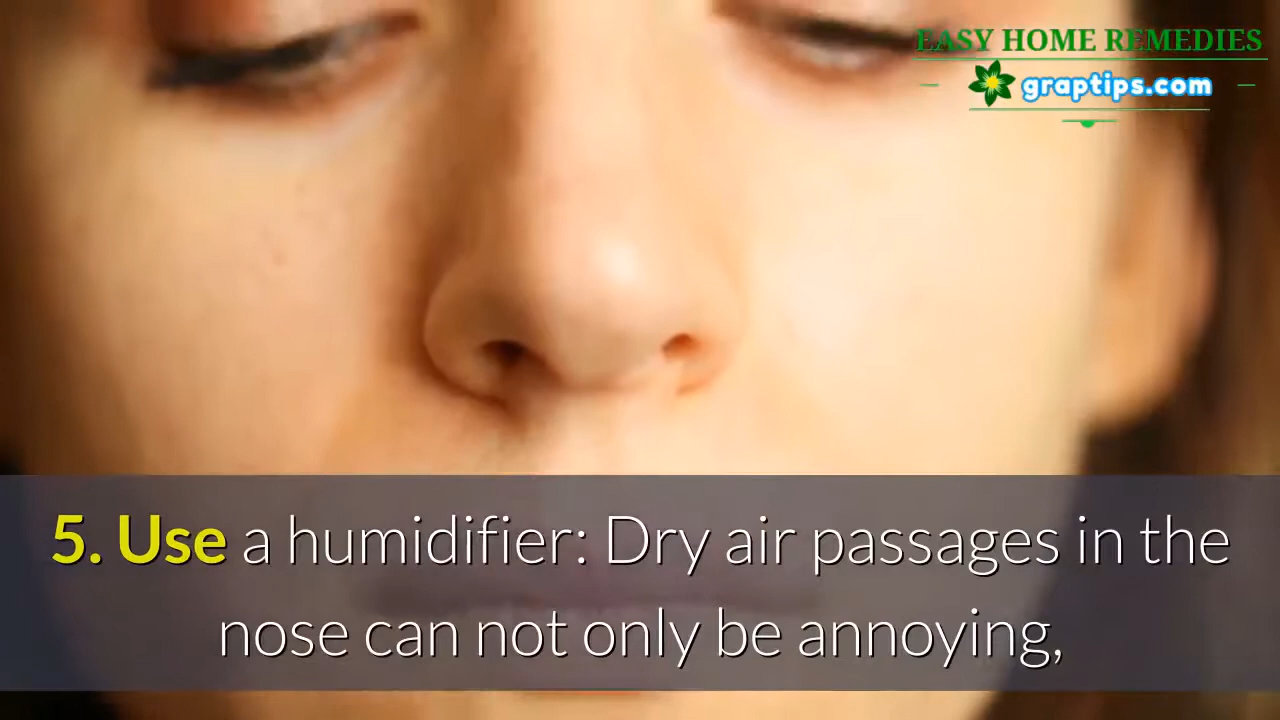 EASY HOME REMEDIES
graptips.com
5. Use a humidifier: Dry air passages in the
nose can not only be annoying,